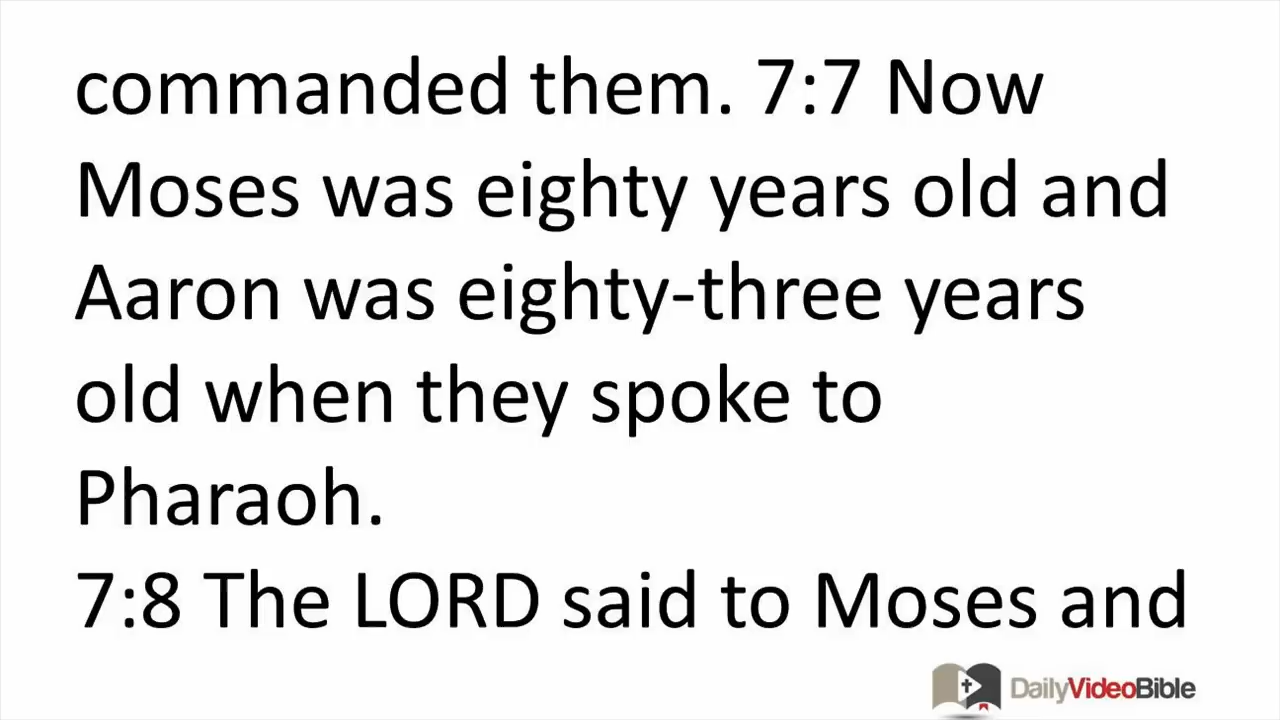 commanded them. 7:7 Now
Moses was eighty years old and
Aaron was eighty-three years
old when they spoke to
Pharaoh.
7:8 The LORD said to Moses and
DailyVideoBible